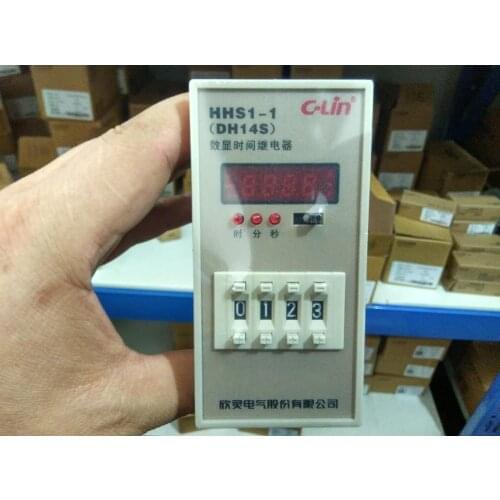 C-Lin
HHS1-1
(DH14S)
数显时间继电器
时 分 秒
0 1 2 3
欣灵电气股份有限公司